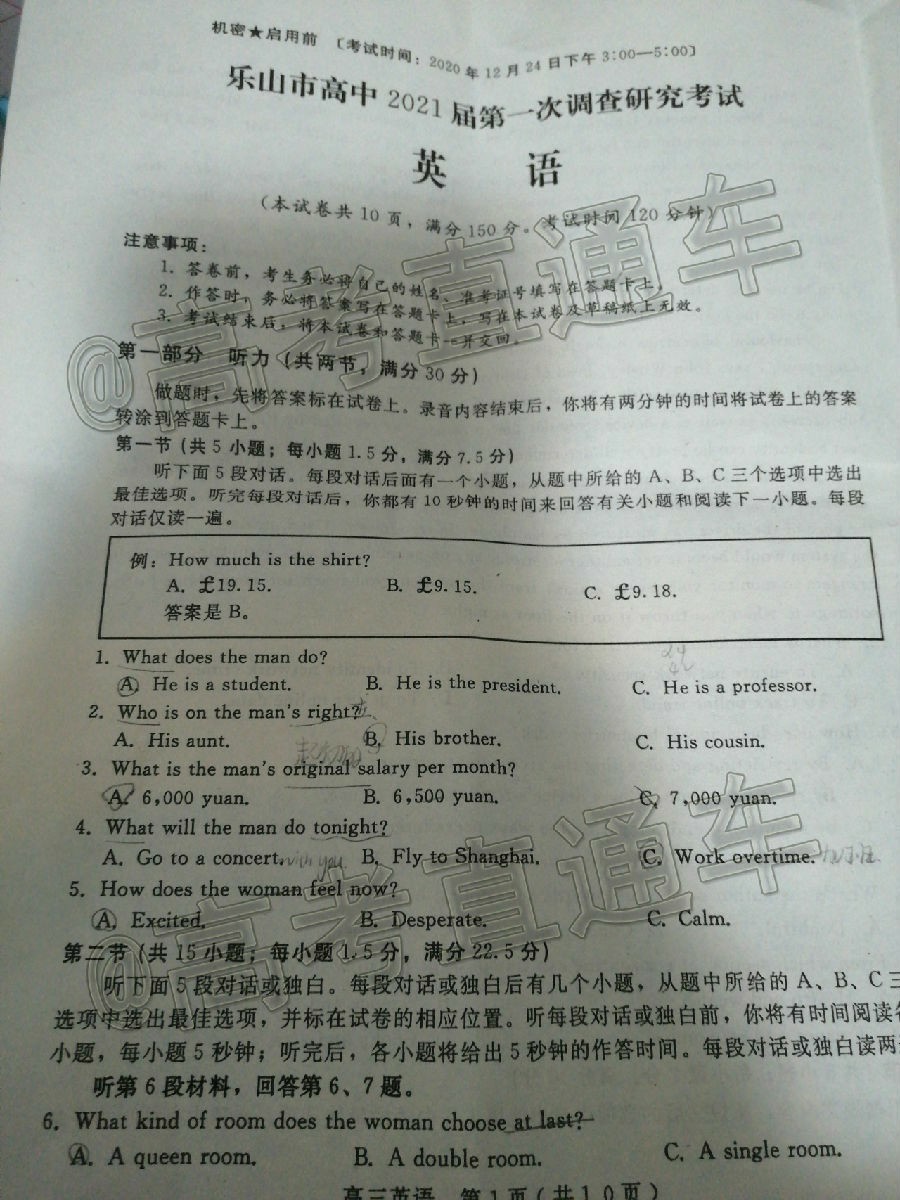 机密★启用前 〔考试时间：2020年12月24日下午3:00—5:00〕
乐山市高中2021届第一次调查研究考试
英 语
（本试卷共10页，满分150分。考试时间120分钟）
注意事项：
1. 答卷前，考生务必将自己的姓名、准考证号填写在答题卡上。
2. 作答时，务必将答案写在答题卡上，写在本试卷及草稿纸上无效。
3. 考试结束后，将本试卷和答题卡一并交回。
第一部分 听力（共两节，满分30分）
做题时，先将答案标在试卷上。录音内容结束后，你将有两分钟的时间将试卷上的答案
转涂到答题卡上。
第一节（共5小题；每小题1.5分，满分7.5分）
听下面5段对话。每段对话后面有一个小题，从题中所给的A、B、C三个选项中选出
最佳选项。听完每段对话后，你都有10秒钟的时间来回答有关小题和阅读下一小题。每段
对话仅读一遍。
例：How much is the shirt?
A. £19.15. B. £9.15. C. £9.18.
答案是B。
24
1. What does the man do?
A. He is a student. B. He is the president. C. He is a professor.
2. Who is on the man's right?
A. His aunt. B. His brother. C. His cousin.
3. What is the man's original salary per month?
A. 6,000 yuan. B. 6,500 yuan. C. 7,000 yuan.
4. What will the man do tonight?
A. Go to a concert. with you B. Fly to Shanghai. C. Work overtime.
5. How does the woman feel now?
A. Excited. B. Desperate. C. Calm.
第二节（共15小题；每小题1.5分，满分22.5分）
听下面5段对话或独白。每段对话或独白后有几个小题，从题中所给的A、B、C三
选项中选出最佳选项，并标在试卷的相应位置。听每段对话或独白前，你将有时间阅读各
小题，每小题5秒钟；听完后，各小题将给出5秒钟的作答时间。每段对话或独白读两
听第6段材料，回答第6、7题。
6. What kind of room does the woman choose at last?
A. A queen room. B. A double room. C. A single room.
高三英语 第1页（共10页）
@高考直通车
@高考直通车